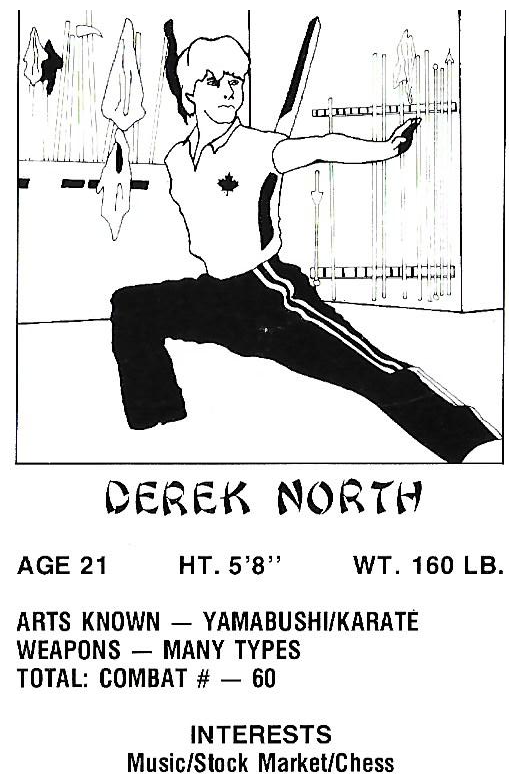 DEREK NORTH
AGE 21 HT. 5'8'' WT. 160 LB.
ARTS KNOWN — YAMABUSHI/KARATE
WEAPONS — MANY TYPES
TOTAL: COMBAT # — 60
INTERESTS
Music/Stock Market/Chess